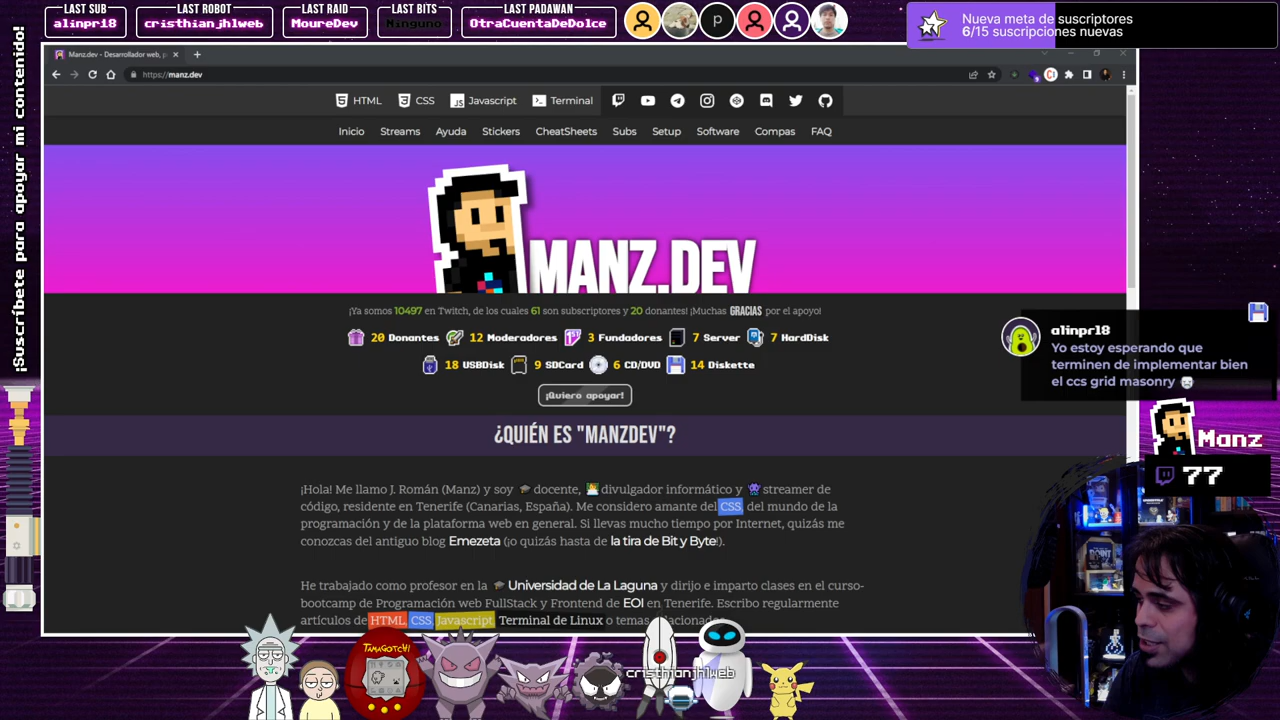 LAST SUB
a1inpr18
LAST ROBOT
cristhianjhlweb
LAST RAID
MoureDev
LAST BITS
Ninguno
LAST PADAWAN
OtraCuentaDeDolce
P
Nueva meta de suscriptores
6/15 suscripciones nuevas
¡Suscríbete para apoyar mi contenido!
Manz.dev - Desarrollador web, p
https://manz.dev
HTML CSS Javascript Terminal
Inicio Streams Ayuda Stickers CheatSheets Subs Setup Software Compas FAQ
MANZ.DEV
¡Ya somos 10497 en Twitch, de los cuales 61 son subscriptores y 20 donantes! ¡Muchas GRACIAS por el apoyo!
20 Donantes 12 Moderadores 3 Fundadores 7 Server 7 HardDisk
18 USBDisk 9 SDCard 6 CD/DVD 14 Diskette
¡Quiero apoyar!
¿QUIÉN ES "MANZDEV"?
¡Hola! Me llamo J. Román (Manz) y soy docente, divulgador informático y streamer de
código, residente en Tenerife (Canarias, España). Me considero amante del CSS, del mundo de la
programación y de la plataforma web en general. Si llevas mucho tiempo por Internet, quizás me
conozcas del antiguo blog Emezeta (¡o quizás hasta de la tira de Bit y Byte!).
He trabajado como profesor en la Universidad de La Laguna y dirijo e imparto clases en el curso-
bootcamp de Programación web FullStack y Frontend de EOI en Tenerife. Escribo regularmente
artículos de HTML, CSS, Javascript, Terminal de Linux o temas relacionados.
a1inpr18
Yo estoy esperando que
terminen de implementar bien
el ccs grid masonry
Manz
77
TAMAGOTCHI
cristhianjhlweb